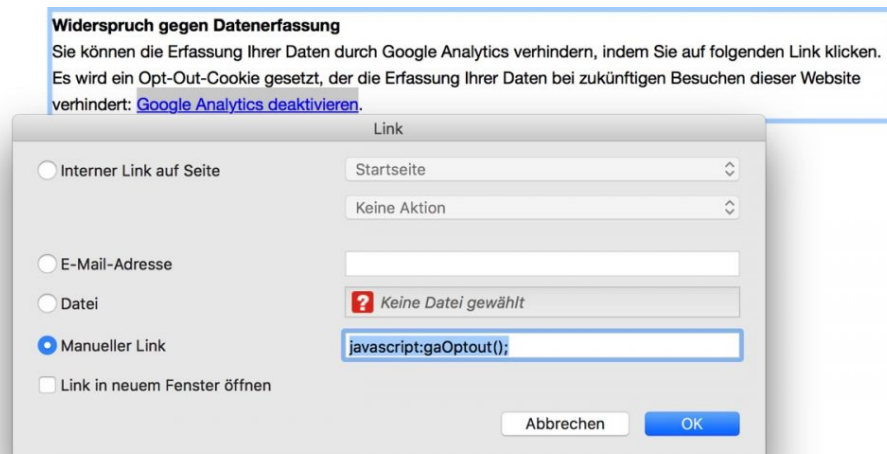 Widerspruch gegen Datenerfassung
Sie können die Erfassung Ihrer Daten durch Google Analytics verhindern, indem Sie auf folgenden Link klicken.
Es wird ein Opt-Out-Cookie gesetzt, der die Erfassung Ihrer Daten bei zukünftigen Besuchen dieser Website
verhindert: Google Analytics deaktivieren.
Link
Interner Link auf Seite
Startseite
Keine Aktion
E-Mail-Adresse
Datei
? Keine Datei gewählt
Manueller Link
javascript:gaOptout();
Link in neuem Fenster öffnen
Abbrechen
OK